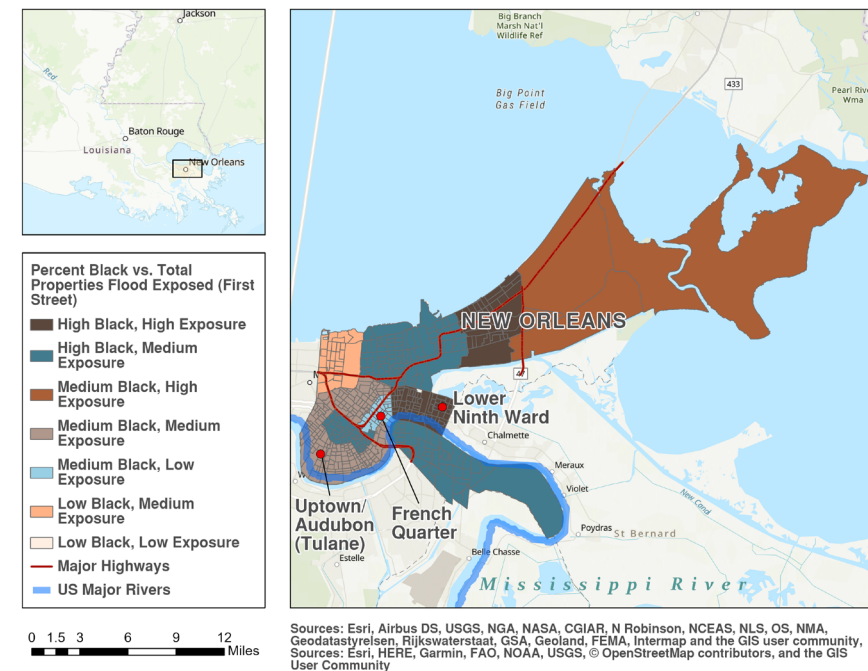 Jackson
Red
Baton Rouge
Louisiana
New Orleans
Percent Black vs. Total
Properties Flood Exposed (First
Street)
High Black, High Exposure
High Black, Medium
Exposure
Medium Black, High
Exposure
Medium Black, Medium
Exposure
Medium Black, Low
Exposure
Low Black, Medium
Exposure
Low Black, Low Exposure
Major Highways
US Major Rivers
0 1.5 3 6 9 12
Miles
Big Branch
Marsh Nat'l
Wildlife Ref
433
Pearl Rive
Wma
Big Point
Gas Field
NEW ORLEANS
M
47
Lower
Ninth Ward
Chalmette
Meraux
Violet
W
Uptown/
Audubon
(Tulane)
French
Quarter
New Canal
Poydras
St Bernard
Estelle
Belle Chasse
Mississippi River
Sources: Esri, Airbus DS, USGS, NGA, NASA, CGIAR, N Robinson, NCEAS, NLS, OS, NMA,
Geodatastyrelsen, Rijkswaterstaat, GSA, Geoland, FEMA, Intermap and the GIS user community,
Sources: Esri, HERE, Garmin, FAO, NOAA, USGS, © OpenStreetMap contributors, and the GIS
User Community